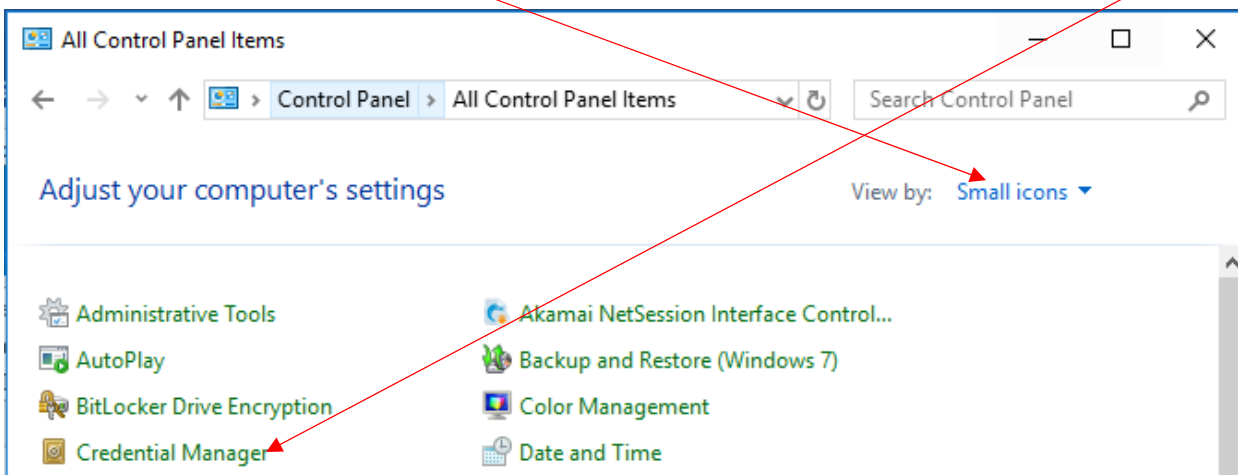 All Control Panel Items
Control Panel > All Control Panel Items Search Control Panel
Adjust your computer's settings View by: Small icons
Administrative Tools Akamai NetSession Interface Control...
AutoPlay Backup and Restore (Windows 7)
BitLocker Drive Encryption Color Management
Credential Manager Date and Time